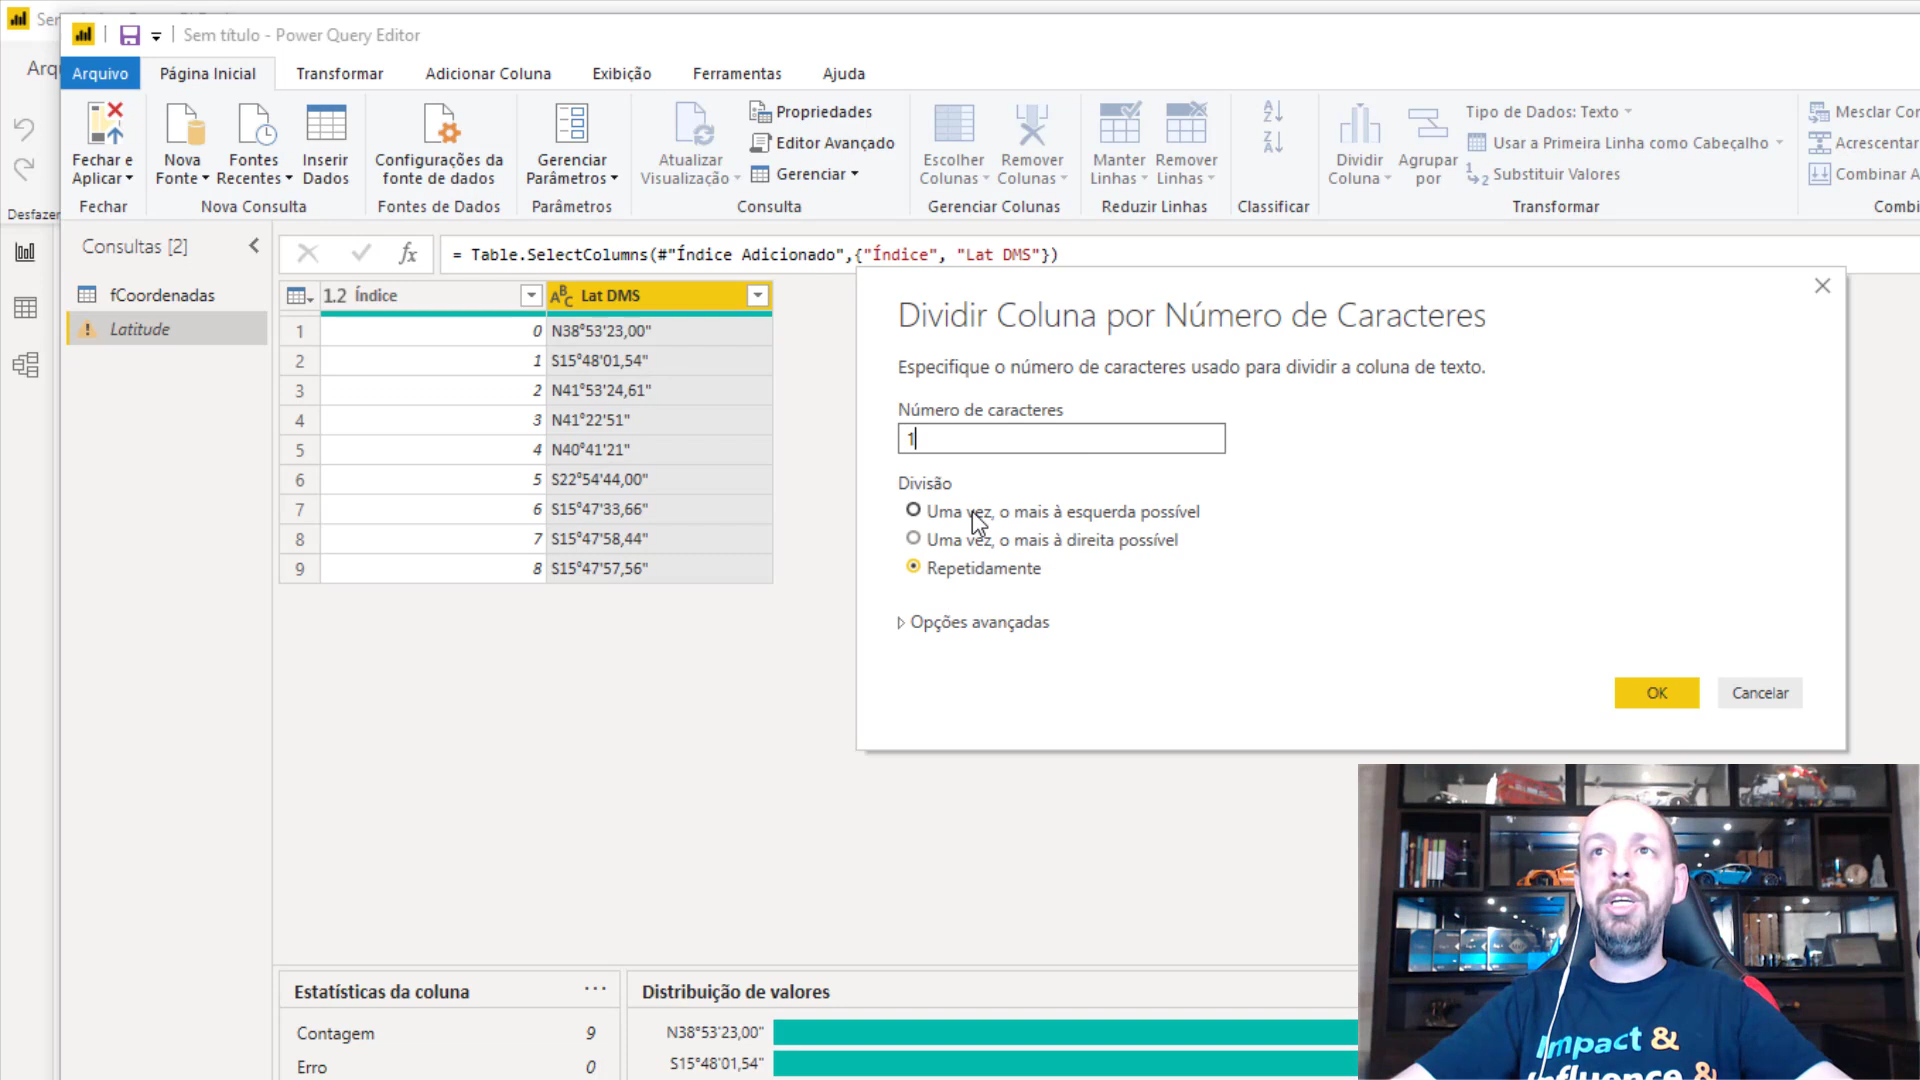 Se
Sem título - Power Query Editor
Arq
Arquivo
Página Inicial
Transformar
Adicionar Coluna
Exibição
Ferramentas
Ajuda
Fechar e
Aplicar
Nova
Fonte
Fontes
Recentes
Inserir
Dados
Configurações da
fonte de dados
Gerenciar
Parâmetros
Atualizar
Visualização
Propriedades
Editor Avançado
Gerenciar
Escolher
Colunas
Remover
Colunas
Manter
Linhas
Remover
Linhas
Dividir
Coluna
Agrupar
por
Tipo de Dados: Texto
Usar a Primeira Linha como Cabeçalho
Substituir Valores
Mesclar Con
Acrescentar
Combinar A
Desfazer
Fechar
Nova Consulta
Fontes de Dados
Parâmetros
Consulta
Gerenciar Colunas
Reduzir Linhas
Classificar
Transformar
Combi
Consultas [2]
= Table.SelectColumns(#"Índice Adicionado",{"Índice", "Lat DMS"})
fCoordenadas
Latitude
1.2 Índice
ABC Lat DMS
1 0 N38°53'23,00"
2 1 S15°48'01,54"
3 2 N41°53'24,61"
4 3 N41°22'51"
5 4 N40°41'21"
6 5 S22°54'44,00"
7 6 S15°47'33,66"
8 7 S15°47'58,44"
9 8 S15°47'57,56"
Dividir Coluna por Número de Caracteres
Especifique o número de caracteres usado para dividir a coluna de texto.
Número de caracteres
1
Divisão
Uma vez, o mais à esquerda possível
Uma vez, o mais à direita possível
Repetidamente
Opções avançadas
OK
Cancelar
Estatísticas da coluna
...
Contagem 9
Erro 0
Distribuição de valores
N38°53'23,00"
S15°48'01,54"
Impact &
Influence &